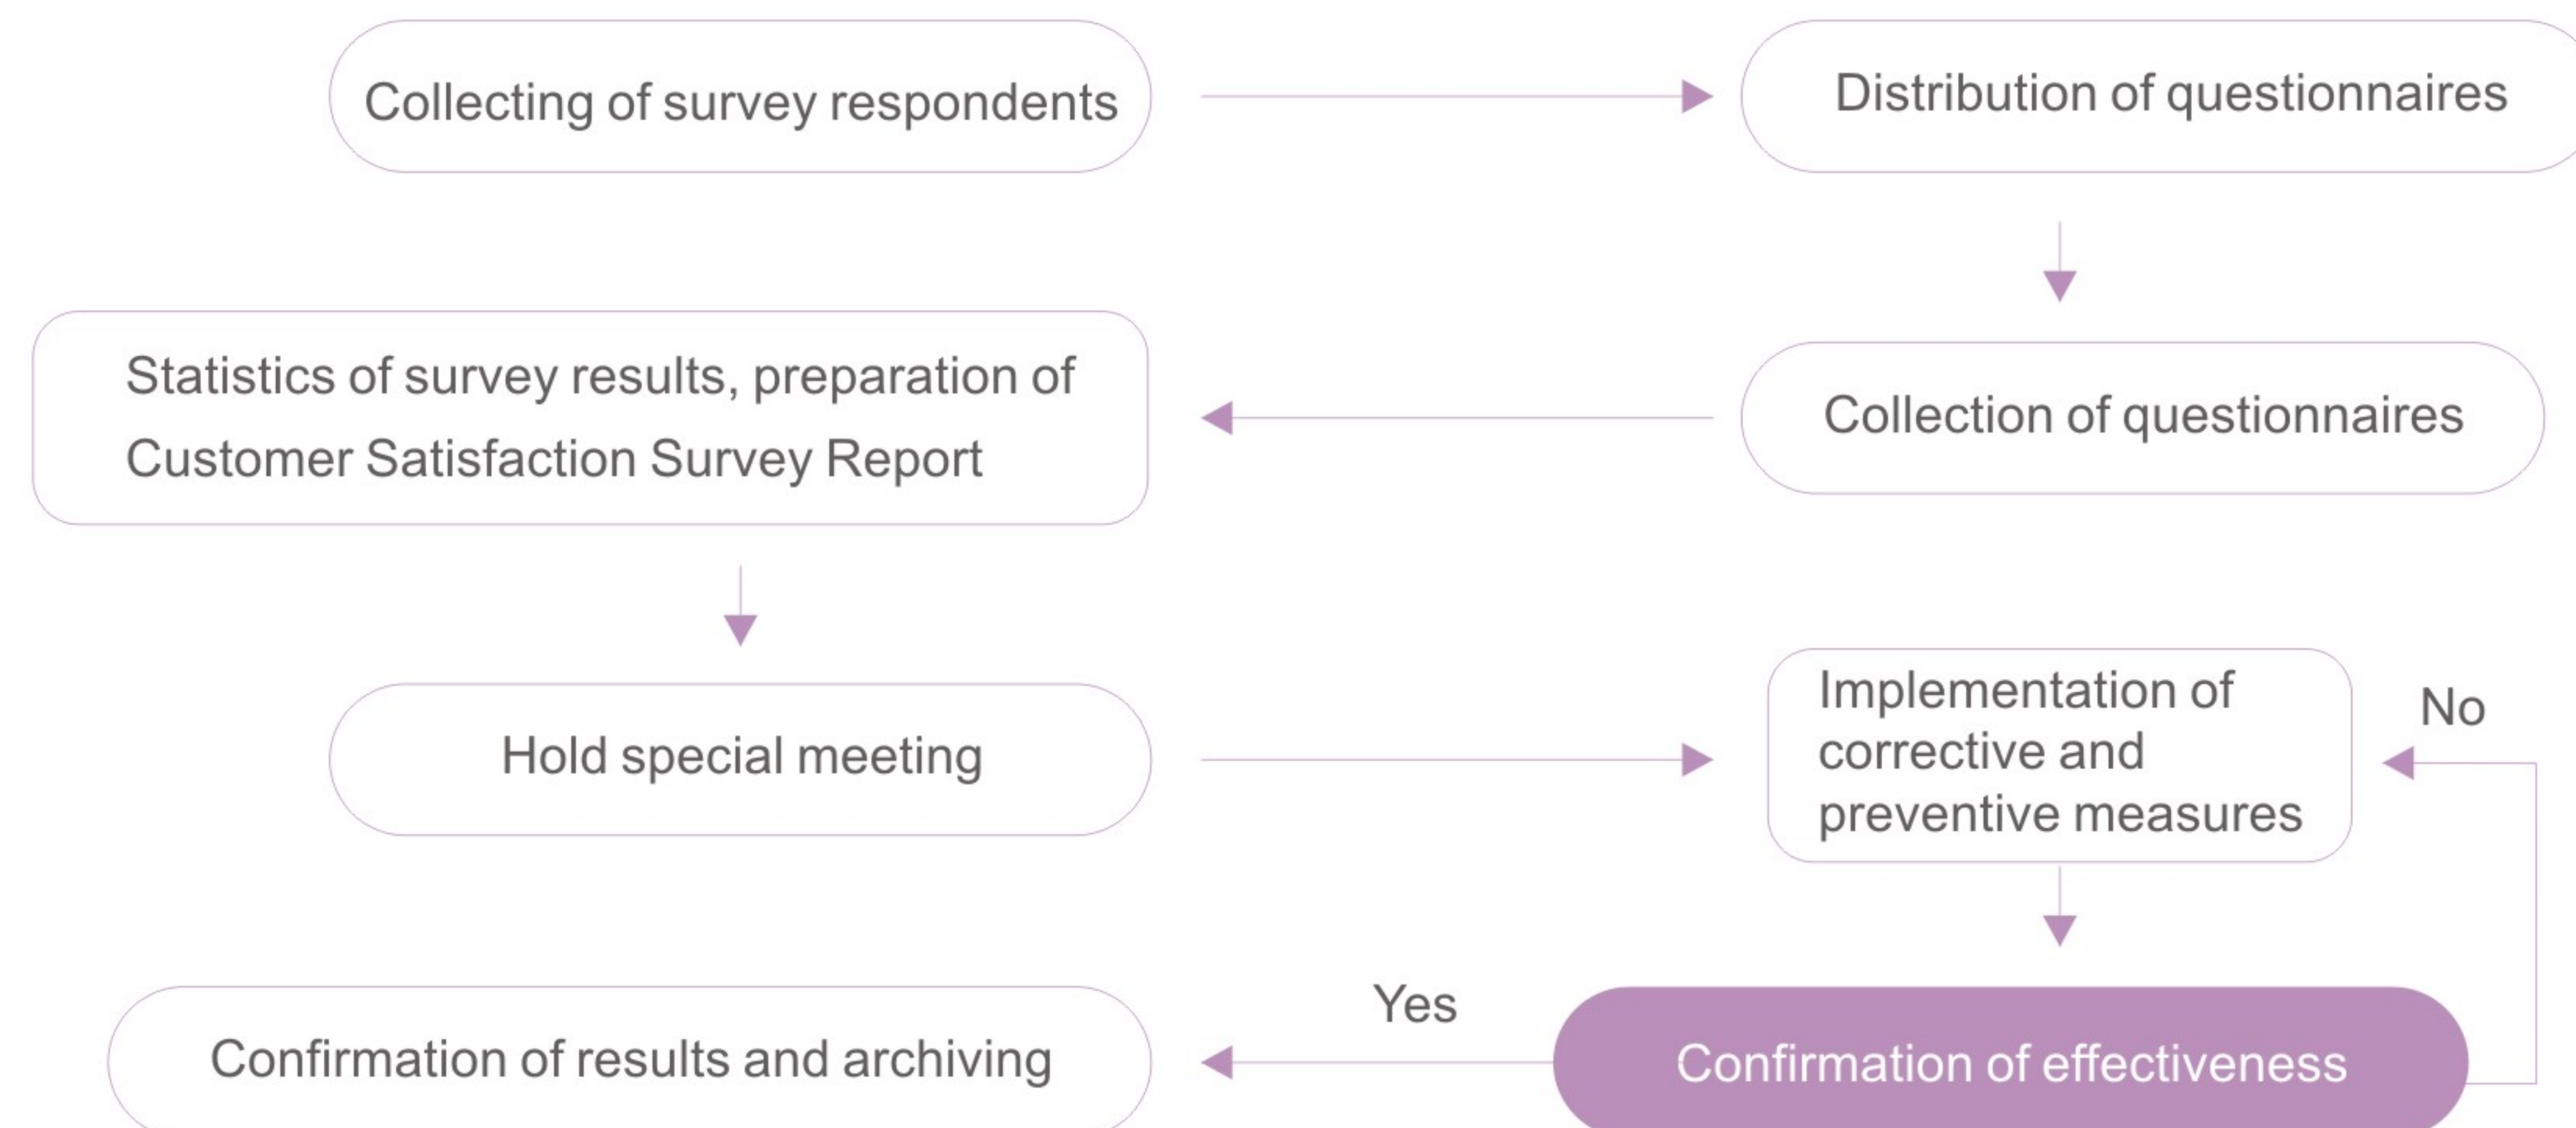 Collecting of survey respondents
Distribution of questionnaires
Statistics of survey results, preparation of
Customer Satisfaction Survey Report
Collection of questionnaires
Hold special meeting
Implementation of
corrective and
preventive measures
No
Yes
Confirmation of results and archiving
Confirmation of effectiveness